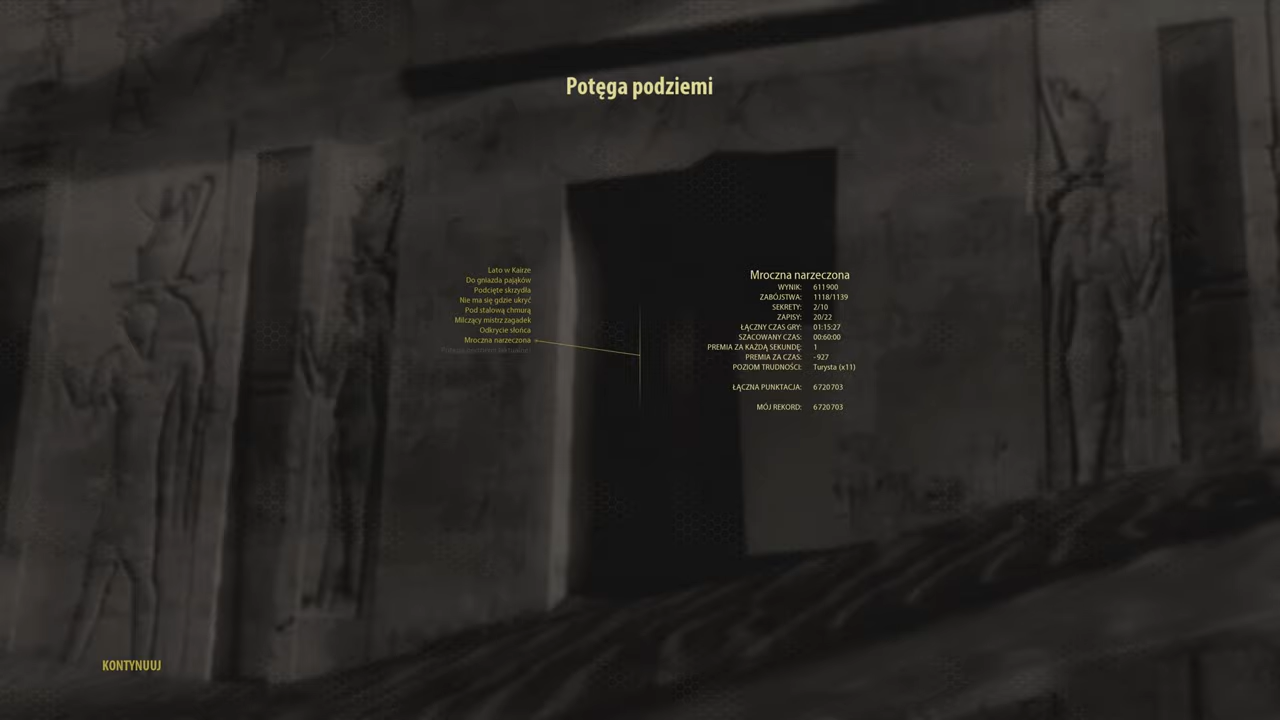 Potęga podziemi
Lato w Kairze
Do gniazda pająków
Podcięte skrzydła
Nie ma się gdzie ukryć
Pod stalową chmurą
Milczący mistrz zagadek
Odkrycie słońca
Mroczna narzeczona
Mroczna narzeczona
WYNIK: 611900
ZABÓJSTWA: 1118/1139
SEKRETY: 2/10
ZAPISY: 20/22
ŁĄCZNY CZAS GRY: 01:15:27
SZACOWANY CZAS: 00:60:00
PREMIA ZA KAŻDĄ SEKUNDĘ: 1
PREMIA ZA CZAS: -927
POZIOM TRUDNOŚCI: Turysta (x11)
ŁĄCZNA PUNKTACJA: 6720703
MÓJ REKORD: 6720703
KONTYNUUJ